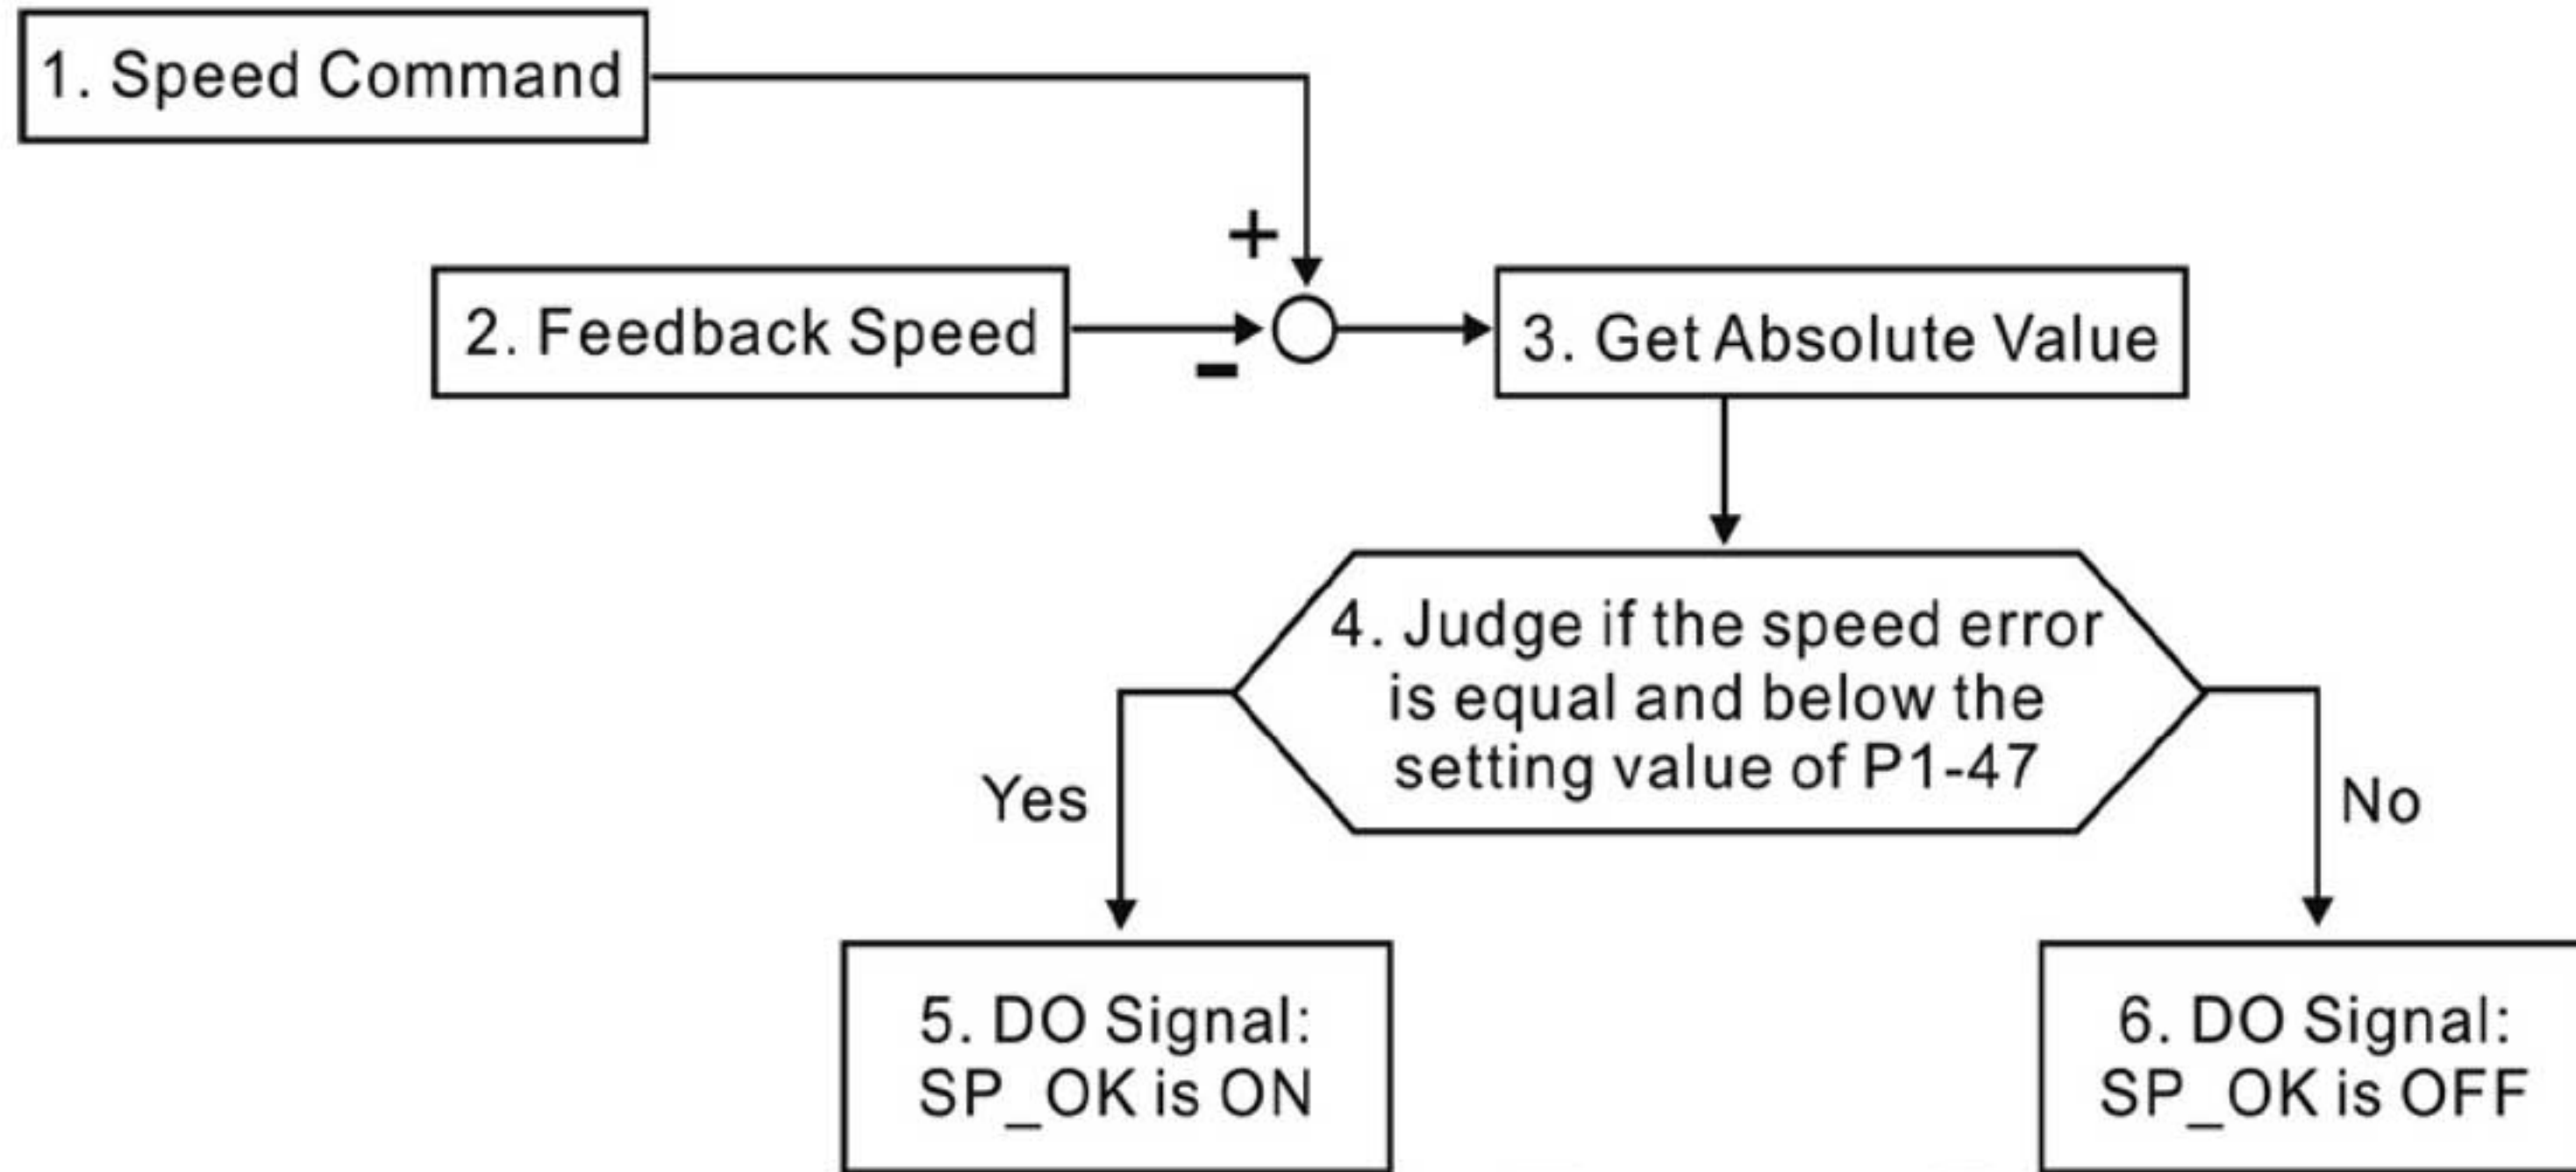 1. Speed Command
+
2. Feedback Speed
-
3. Get Absolute Value
4. Judge if the speed error
is equal and below the
setting value of P1-47
Yes
No
5. DO Signal:
SP_OK is ON
6. DO Signal:
SP_OK is OFF